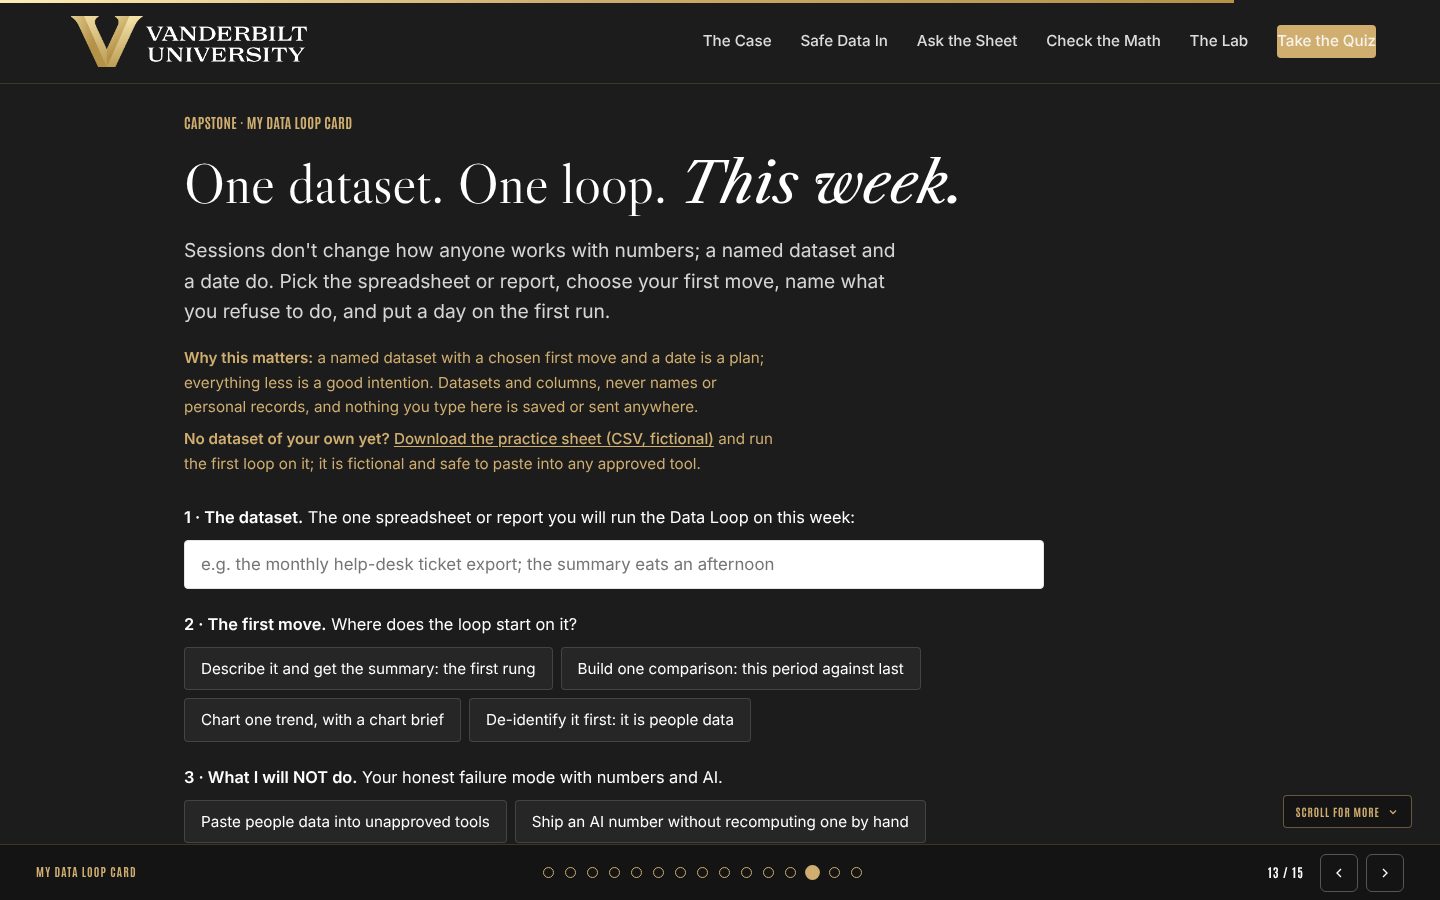 VANDERBILT
UNIVERSITY
The Case
Safe Data In
Ask the Sheet
Check the Math
The Lab
Take the Quiz
CAPSTONE · MY DATA LOOP CARD
One dataset. One loop. This week.
Sessions don't change how anyone works with numbers; a named dataset and
a date do. Pick the spreadsheet or report, choose your first move, name what
you refuse to do, and put a day on the first run.
Why this matters: a named dataset with a chosen first move and a date is a plan;
everything less is a good intention. Datasets and columns, never names or
personal records, and nothing you type here is saved or sent anywhere.
No dataset of your own yet? Download the practice sheet (CSV, fictional) and run
the first loop on it; it is fictional and safe to paste into any approved tool.
1 · The dataset. The one spreadsheet or report you will run the Data Loop on this week:
e.g. the monthly help-desk ticket export; the summary eats an afternoon
2 · The first move. Where does the loop start on it?
Describe it and get the summary: the first rung
Build one comparison: this period against last
Chart one trend, with a chart brief
De-identify it first: it is people data
3 · What I will NOT do. Your honest failure mode with numbers and AI.
Paste people data into unapproved tools
Ship an AI number without recomputing one by hand
SCROLL FOR MORE
MY DATA LOOP CARD
13 / 15